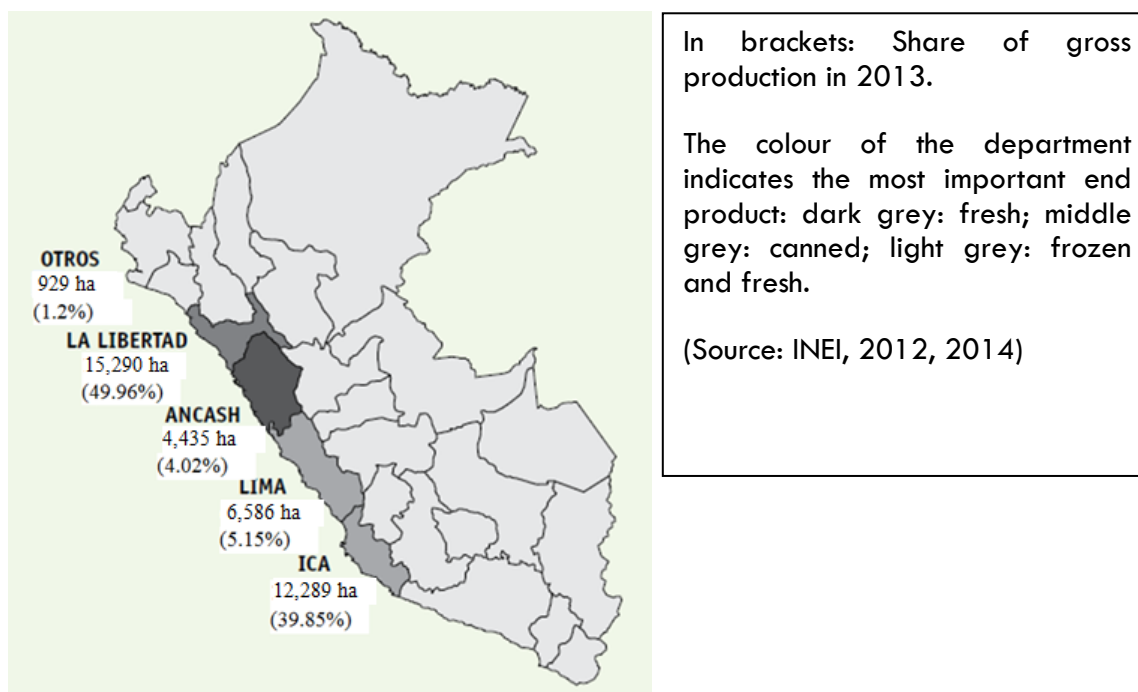 OTROS
929 ha
(1.2%)
LA LIBERTAD
15,290 ha
(49.96%)
ANCASH
4,435 ha
(4.02%)
LIMA
6,586 ha
(5.15%)
ICA
12,289 ha
(39.85%)
In brackets: Share of gross
production in 2013.
The colour of the department
indicates the most important end
product: dark grey: fresh; middle
grey: canned; light grey: frozen
and fresh.
(Source: INEI, 2012, 2014)